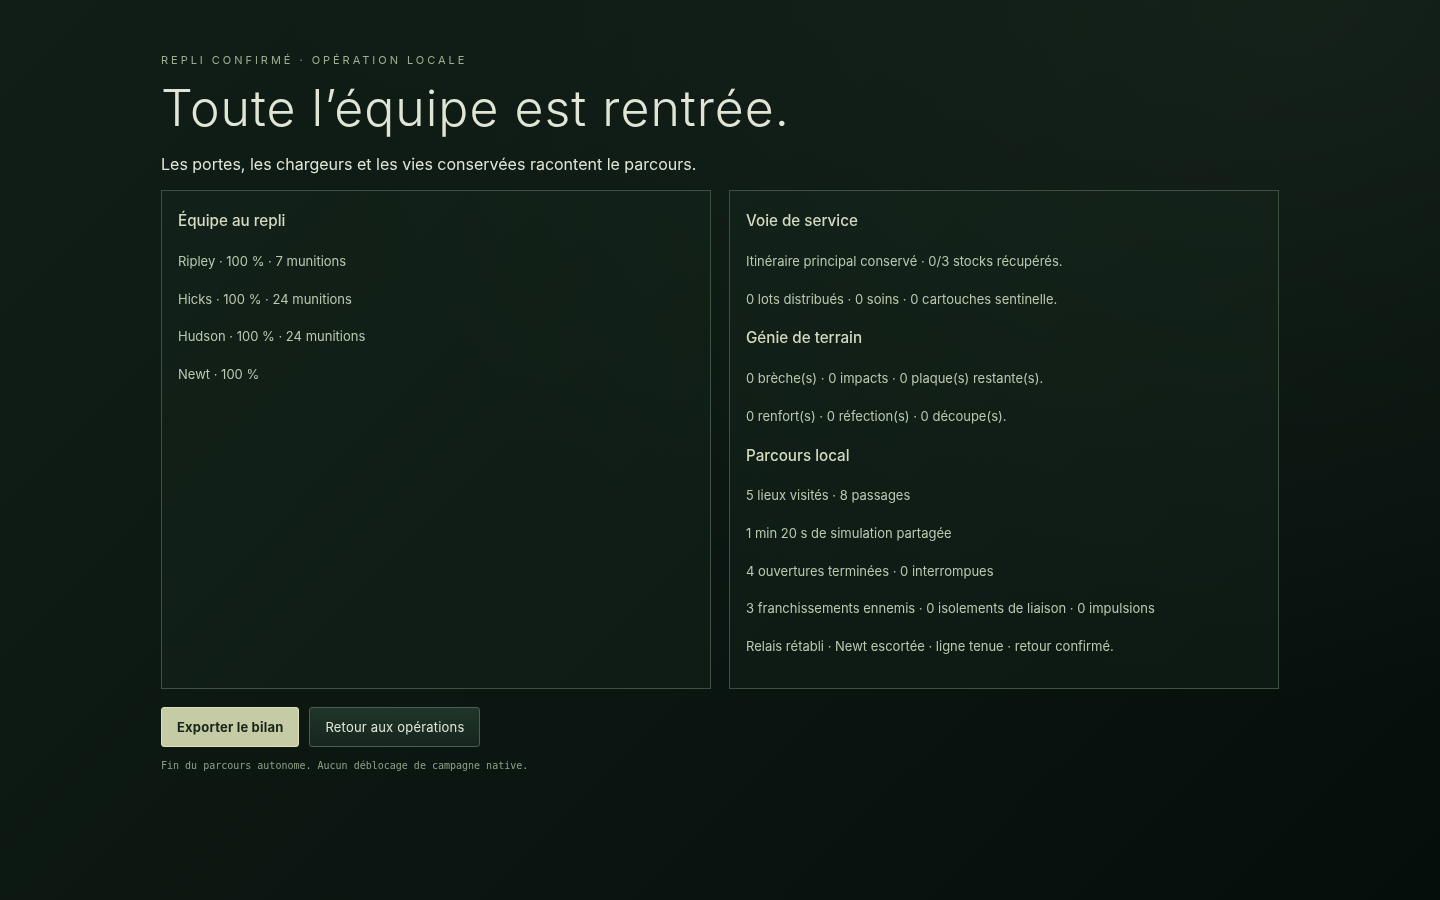 REPLI CONFIRMÉ · OPÉRATION LOCALE
Toute l’équipe est rentrée.
Les portes, les chargeurs et les vies conservées racontent le parcours.
Équipe au repli
Ripley · 100 % · 7 munitions
Hicks · 100 % · 24 munitions
Hudson · 100 % · 24 munitions
Newt · 100 %
Voie de service
Itinéraire principal conservé · 0/3 stocks récupérés.
0 lots distribués · 0 soins · 0 cartouches sentinelle.
Génie de terrain
0 brèche(s) · 0 impacts · 0 plaque(s) restante(s).
0 renfort(s) · 0 réfection(s) · 0 découpe(s).
Parcours local
5 lieux visités · 8 passages
1 min 20 s de simulation partagée
4 ouvertures terminées · 0 interrompues
3 franchissements ennemis · 0 isolements de liaison · 0 impulsions
Relais rétabli · Newt escortée · ligne tenue · retour confirmé.
Exporter le bilan
Retour aux opérations
Fin du parcours autonome. Aucun déblocage de campagne native.